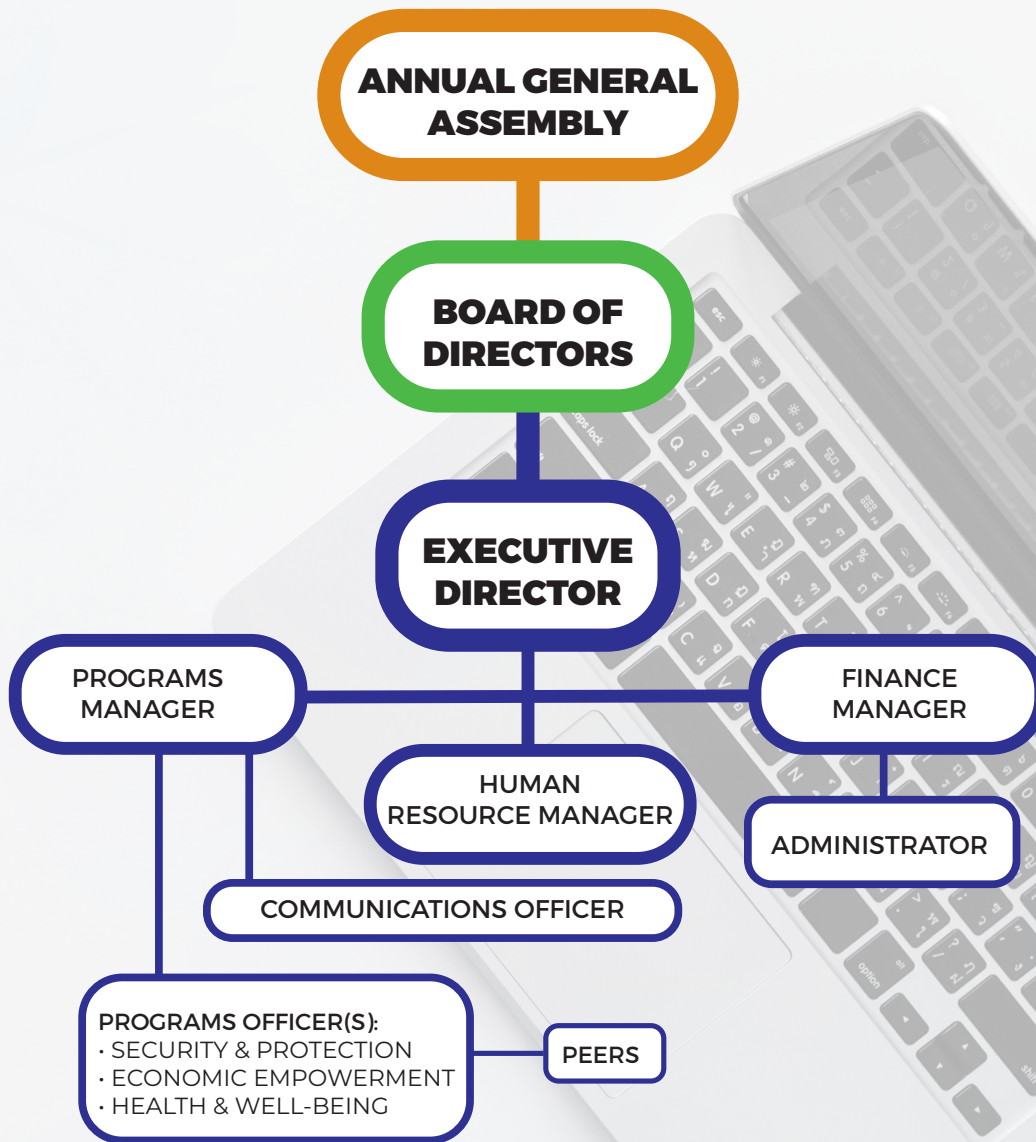 ANNUAL GENERAL
ASSEMBLY
BOARD OF
DIRECTORS
EXECUTIVE
DIRECTOR
PROGRAMS
MANAGER
FINANCE
MANAGER
HUMAN
RESOURCE MANAGER
ADMINISTRATOR
COMMUNICATIONS OFFICER
PROGRAMS OFFICER(S):
• SECURITY & PROTECTION
• ECONOMIC EMPOWERMENT
• HEALTH & WELL-BEING
PEERS